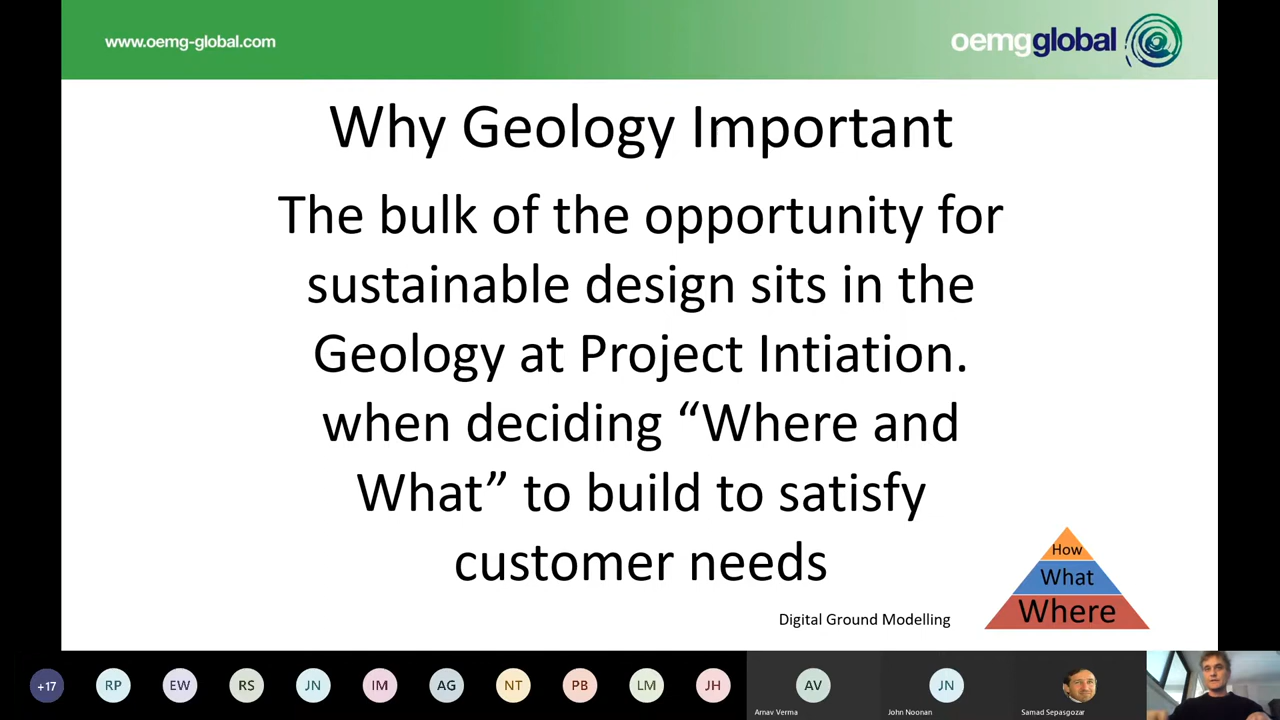 www.oemg-global.com
oemgglobal
Why Geology Important
The bulk of the opportunity for
sustainable design sits in the
Geology at Project Intiation.
when deciding “Where and
What” to build to satisfy
customer needs
How
What
Where
Digital Ground Modelling
+17
RP
EW
RS
JN
IM
AG
NT
PB
LM
JH
AV
JN
Arnav Verma
John Noonan
Samad Sepasgozar